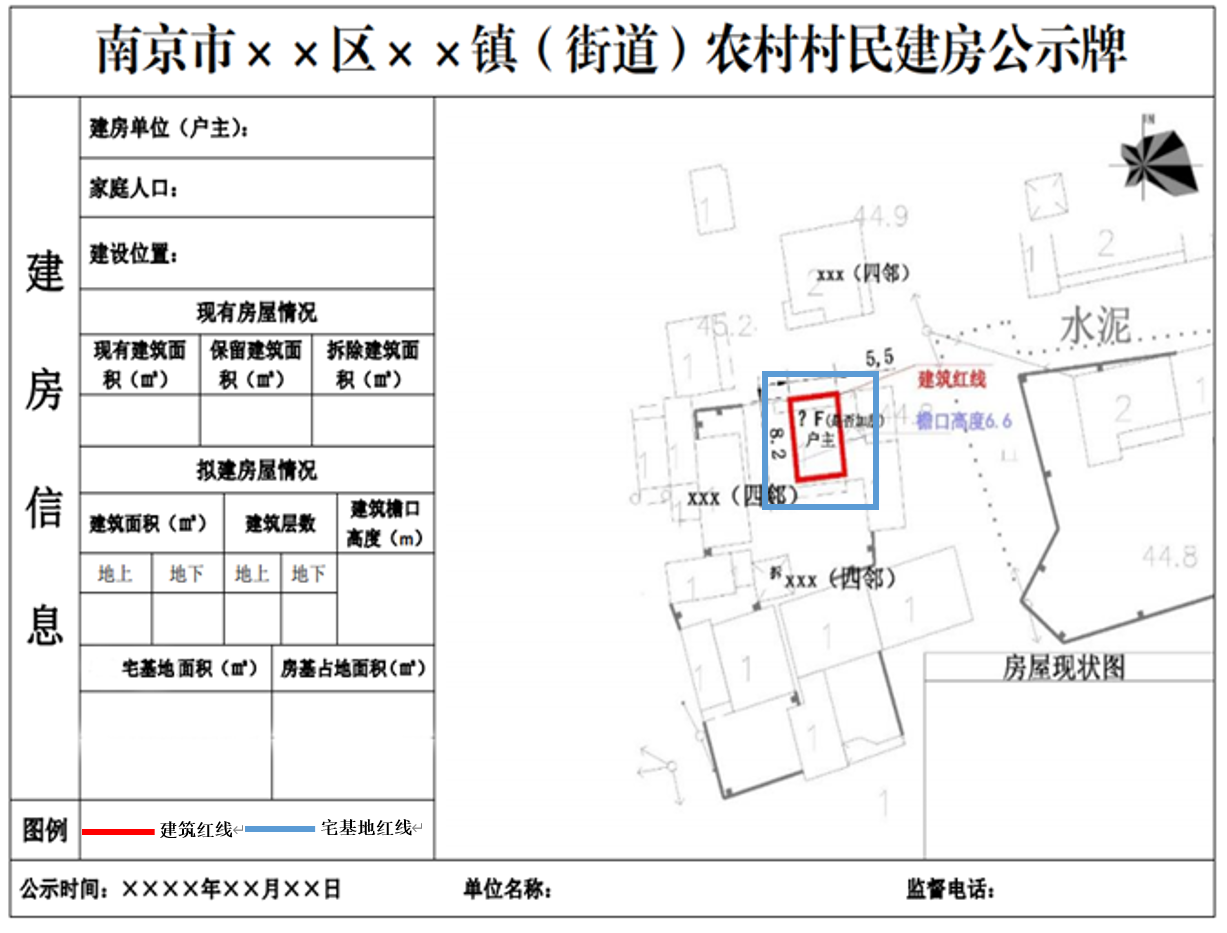 南京市××区××镇（街道）农村村民建房公示牌
建房信息
建房单位（户主）：
家庭人口：
建设位置：
现有房屋情况
现有建筑面积（㎡）
保留建筑面积（㎡）
拆除建筑面积（㎡）
拟建房屋情况
建筑面积（㎡）
建筑层数
建筑檐口高度（m）
地上
地下
地上
地下
宅基地面积（㎡）
房基占地面积（㎡）
图例
建筑红线
宅基地红线
N
1
44.9
xxx（四邻）
2
1
2
水泥
45.2
1
5,5
建筑红线
檐口高度6.6
? F(是否加层)
户主
8.2
2
1
1
1
xxx（四邻）
拆
xxx（四邻）
44.8
1
1
1
1
1
1
1
房屋现状图
公示时间：××××年××月××日
单位名称：
监督电话：